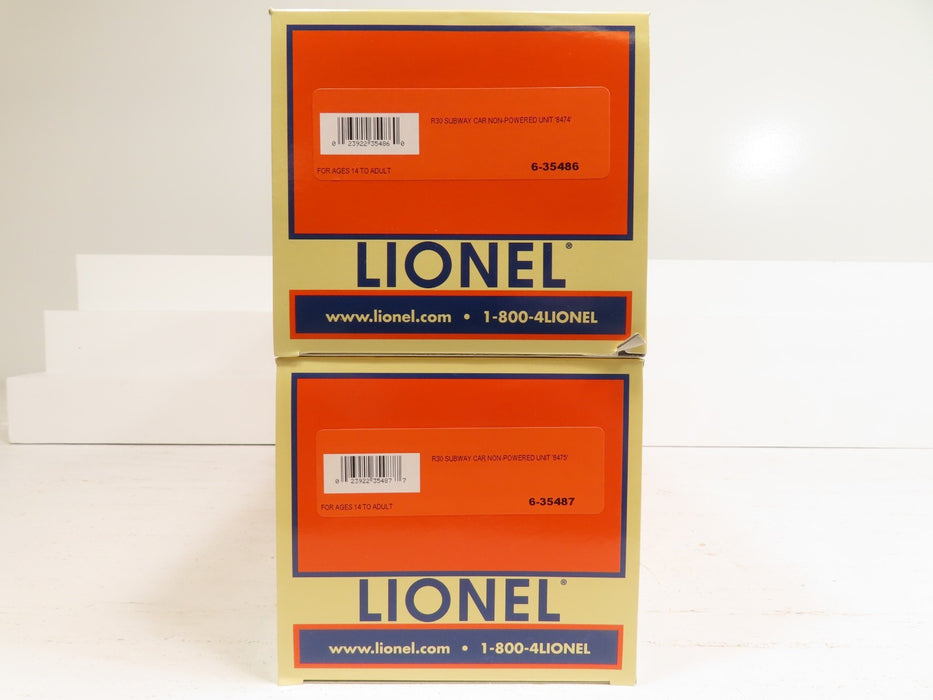 R30 SUBWAY CAR NON-POWERED UNIT '8474'
0 23922 35486 0
FOR AGES 14 TO ADULT
6-35486
LIONEL®
www.lionel.com • 1-800-4LIONEL
R30 SUBWAY CAR NON-POWERED UNIT '8475'
0 23922 35487 7
FOR AGES 14 TO ADULT
6-35487
LIONEL®
www.lionel.com • 1-800-4LIONEL